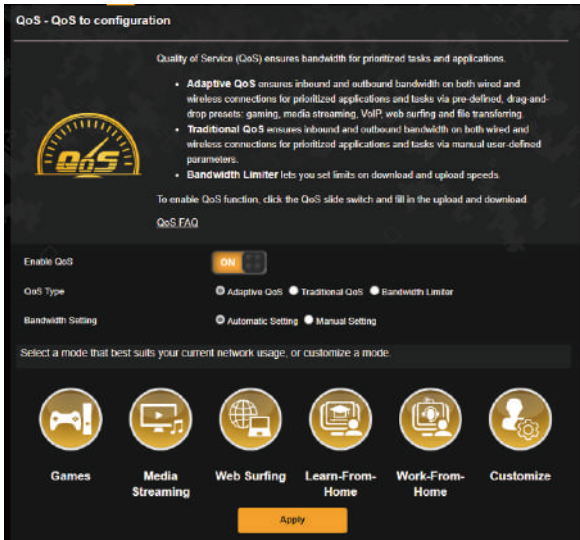 QoS - QoS to configuration
Quality of Service (QoS) ensures bandwidth for prioritized tasks and applications.
• Adaptive QoS ensures inbound and outbound bandwidth on both wired and
wireless connections for prioritized applications and tasks via pre-defined, drag-and-
drop presets: gaming, media streaming, VoIP, web surfing and file transferring.
• Traditional QoS ensures inbound and outbound bandwidth on both wired and
wireless connections for prioritized applications and tasks via manual user-defined
parameters.
• Bandwidth Limiter lets you set limits on download and upload speeds.
To enable QoS function, click the QoS slide switch and fill in the upload and download.
QoS FAQ
QoS
Enable QoS ON
QoS Type Adaptive QoS Traditional QoS Bandwidth Limiter
Bandwidth Setting Automatic Setting Manual Setting
Select a mode that best suits your current network usage, or customize a mode.
Games Media Streaming Web Surfing Learn-From-Home Work-From-Home Customize
Apply